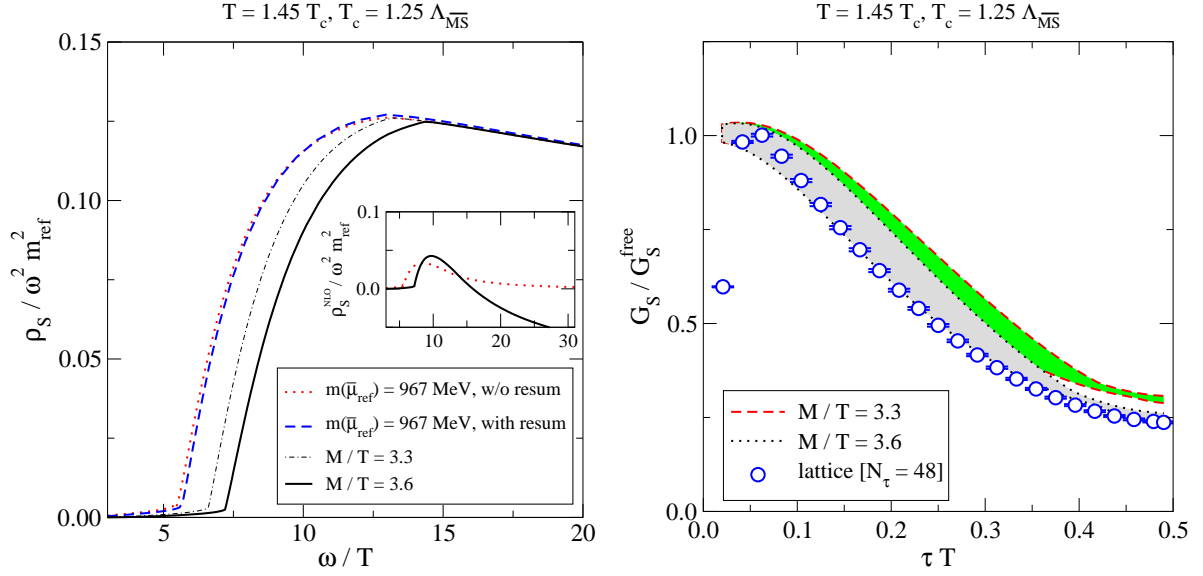 T = 1.45 T_c, T_c = 1.25 Λ_M̅S̅
0.15
0.10
0.05
0.00
ρ_S / ω² m²_ref
5
10
15
20
ω / T
0.1
0.0
ρ_S^NLO / ω² m²_ref
10
20
30
m(μ̅_ref) = 967 MeV, w/o resum
m(μ̅_ref) = 967 MeV, with resum
M / T = 3.3
M / T = 3.6
T = 1.45 T_c, T_c = 1.25 Λ_M̅S̅
1.0
0.5
0.0
G_S / G_S^free
0.0
0.1
0.2
0.3
0.4
0.5
τ T
M / T = 3.3
M / T = 3.6
lattice [N_τ = 48]